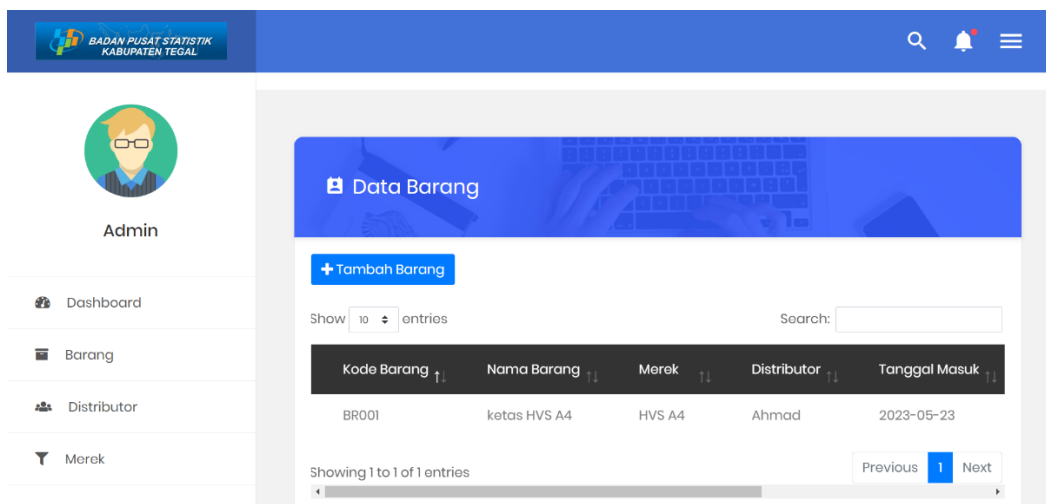 BADAN PUSAT STATISTIK
KABUPATEN TEGAL
Admin
Dashboard
Barang
Distributor
Merek
Data Barang
+Tambah Barang
Show 10 entries
Search:
Kode Barang Nama Barang Merek Distributor Tanggal Masuk
BR001 ketas HVS A4 HVS A4 Ahmad 2023-05-23
Showing 1 to 1 of 1 entries
Previous 1 Next